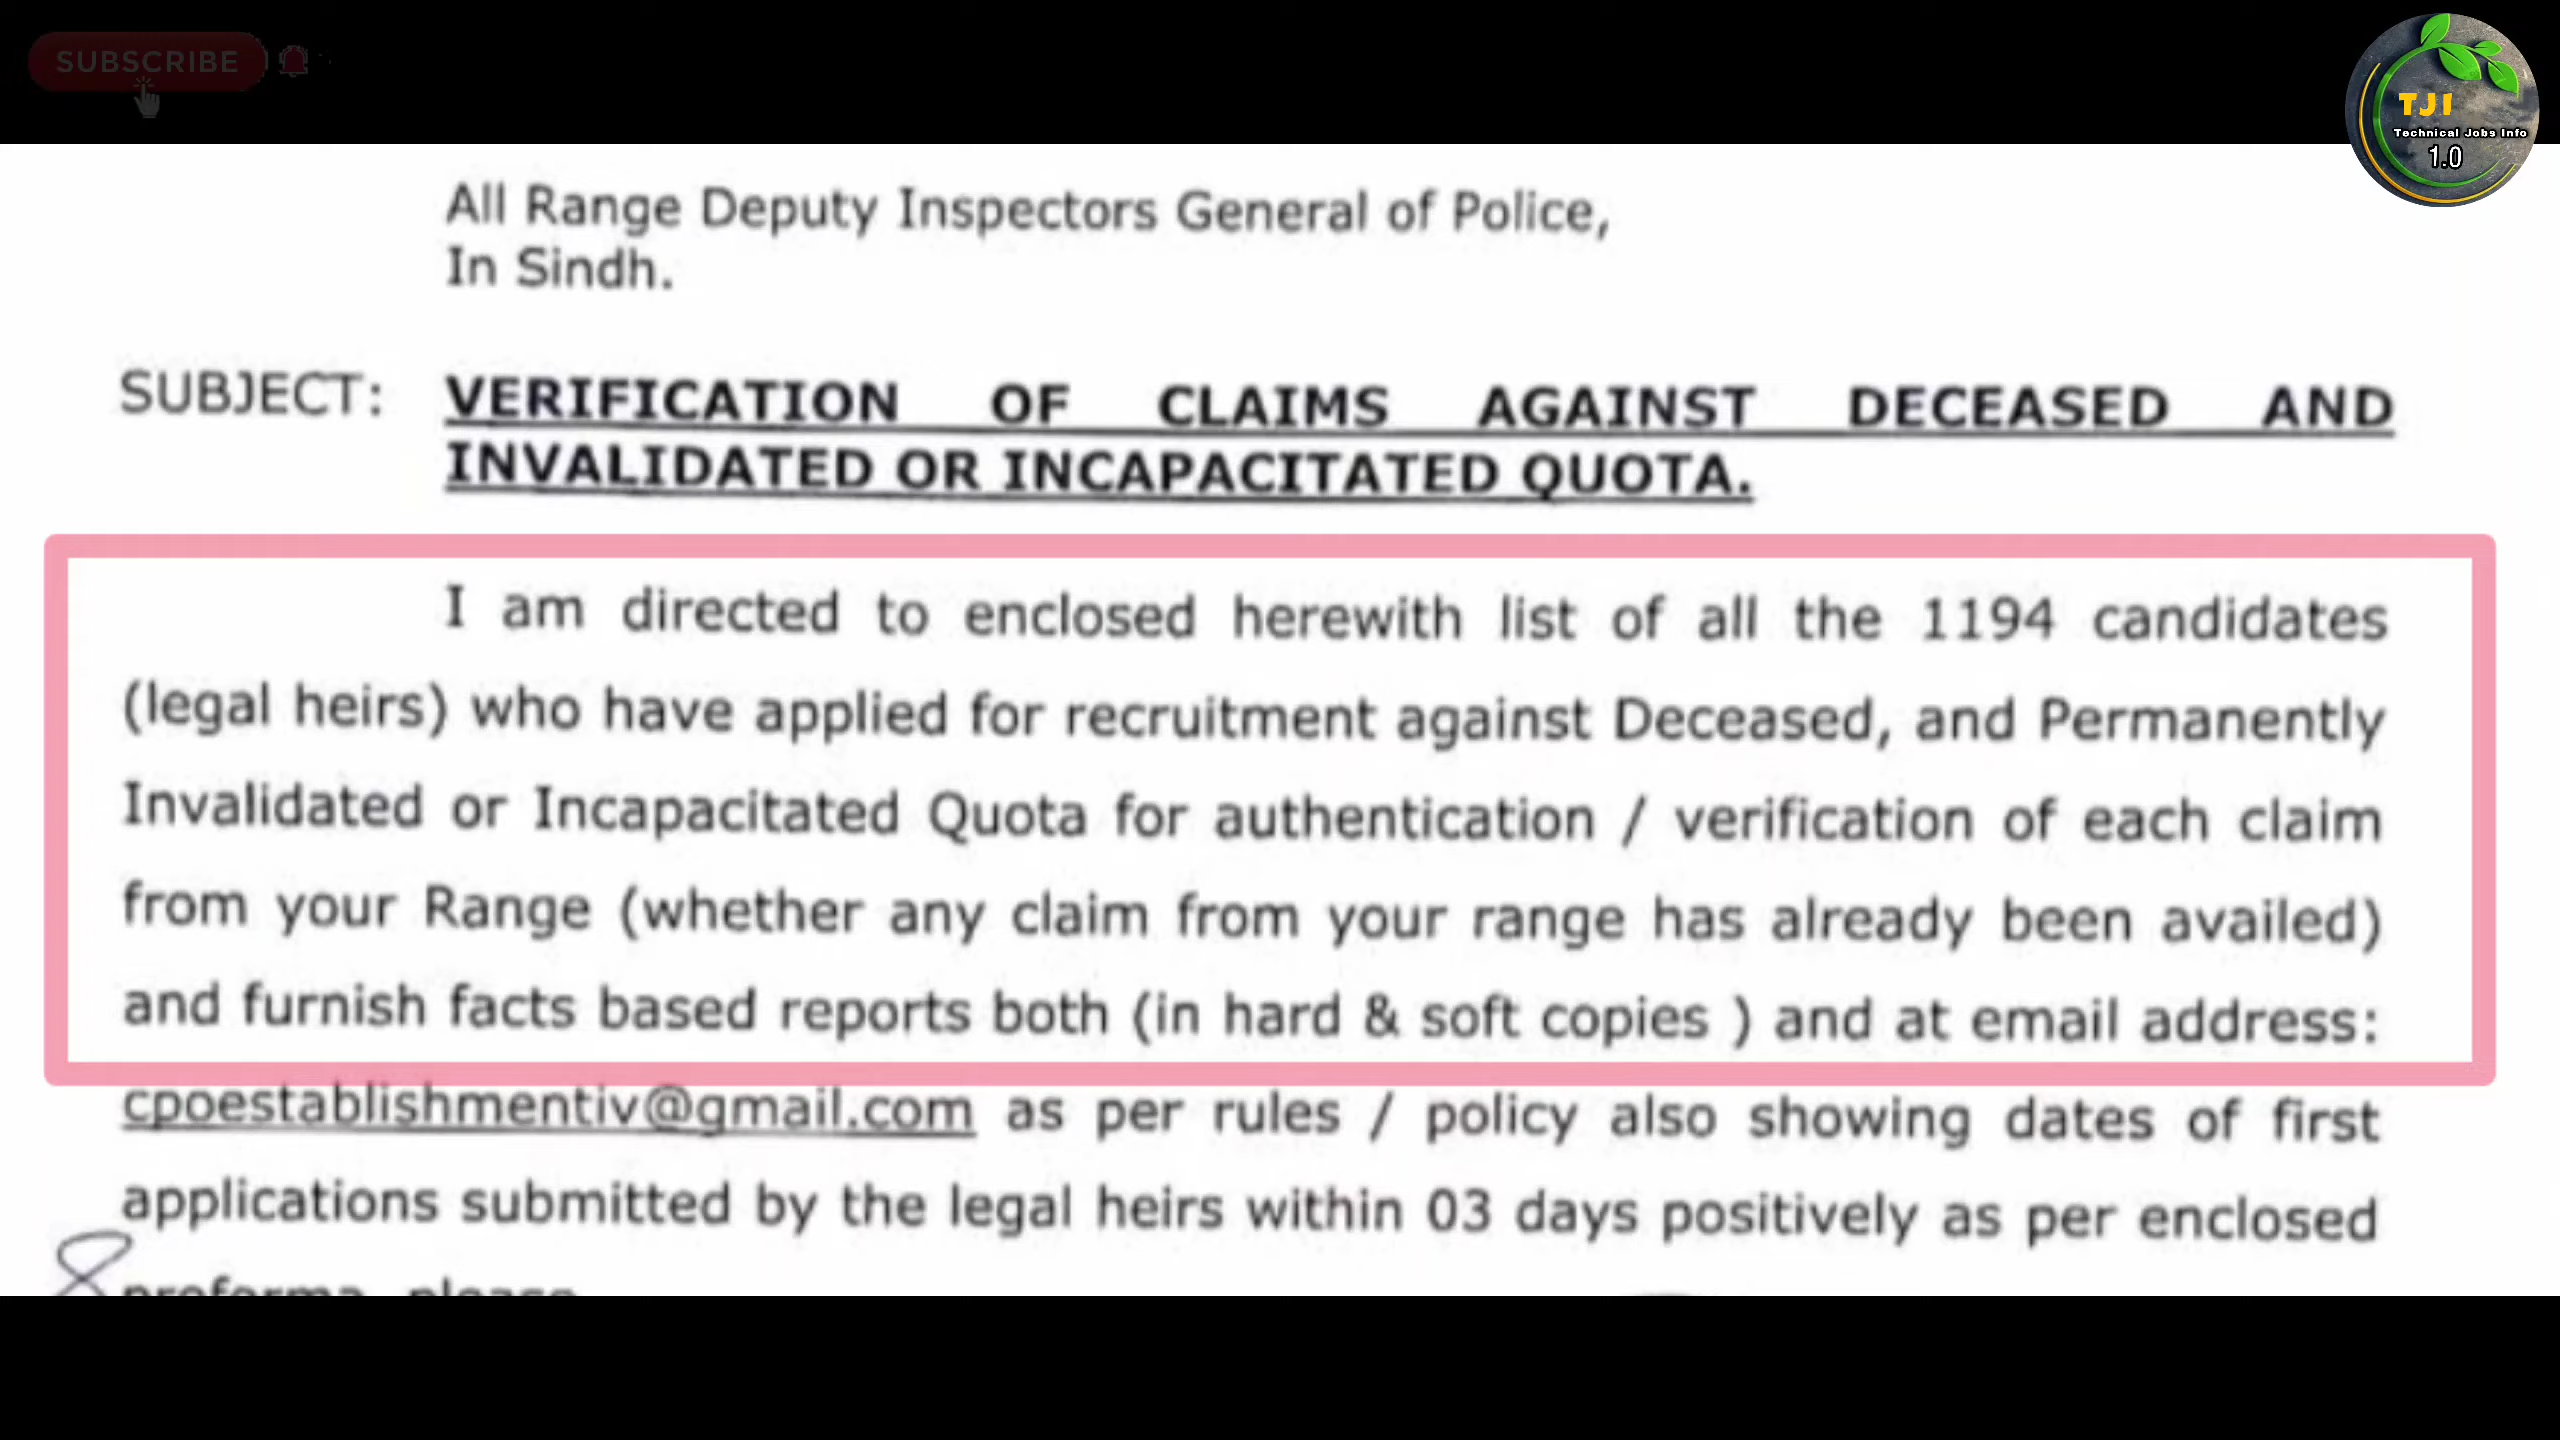 SUBSCRIBE
TJI
Technical Jobs Info
1.0
All Range Deputy Inspectors General of Police,
In Sindh.
SUBJECT: VERIFICATION OF CLAIMS AGAINST DECEASED AND
INVALIDATED OR INCAPACITATED QUOTA.
I am directed to enclosed herewith list of all the 1194 candidates
(legal heirs) who have applied for recruitment against Deceased, and Permanently
Invalidated or Incapacitated Quota for authentication / verification of each claim
from your Range (whether any claim from your range has already been availed)
and furnish facts based reports both (in hard & soft copies ) and at email address:
cpoestablishmentiv@gmail.com as per rules / policy also showing dates of first
applications submitted by the legal heirs within 03 days positively as per enclosed
proforma, please